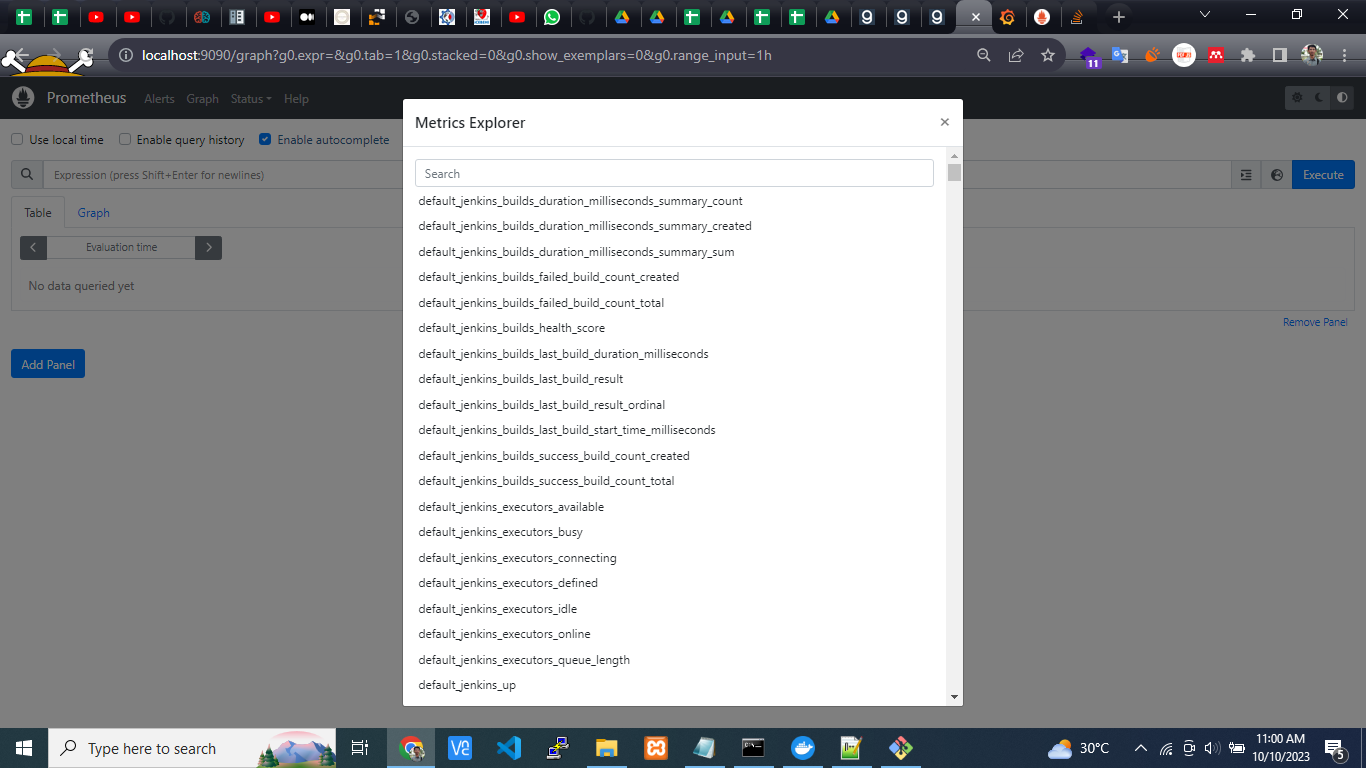 localhost:9090/graph?g0.expr=&g0.tab=1&g0.stacked=0&g0.show_exemplars=0&g0.range_input=1h
11
Prometheus
Alerts
Graph
Status
Help
Metrics Explorer
×
Use local time
Enable query history
Enable autocomplete
Expression (press Shift+Enter for newlines)
Execute
Search
Table
Graph
Evaluation time
No data queried yet
Remove Panel
Add Panel
default_jenkins_builds_duration_milliseconds_summary_count
default_jenkins_builds_duration_milliseconds_summary_created
default_jenkins_builds_duration_milliseconds_summary_sum
default_jenkins_builds_failed_build_count_created
default_jenkins_builds_failed_build_count_total
default_jenkins_builds_health_score
default_jenkins_builds_last_build_duration_milliseconds
default_jenkins_builds_last_build_result
default_jenkins_builds_last_build_result_ordinal
default_jenkins_builds_last_build_start_time_milliseconds
default_jenkins_builds_success_build_count_created
default_jenkins_builds_success_build_count_total
default_jenkins_executors_available
default_jenkins_executors_busy
default_jenkins_executors_connecting
default_jenkins_executors_defined
default_jenkins_executors_idle
default_jenkins_executors_online
default_jenkins_executors_queue_length
default_jenkins_up
Type here to search
30°C
11:00 AM
10/10/2023
5